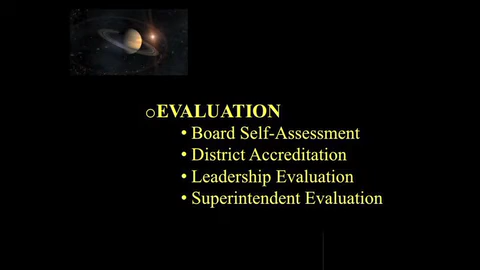 oEVALUATION
• Board Self-Assessment
• District Accreditation
• Leadership Evaluation
• Superintendent Evaluation